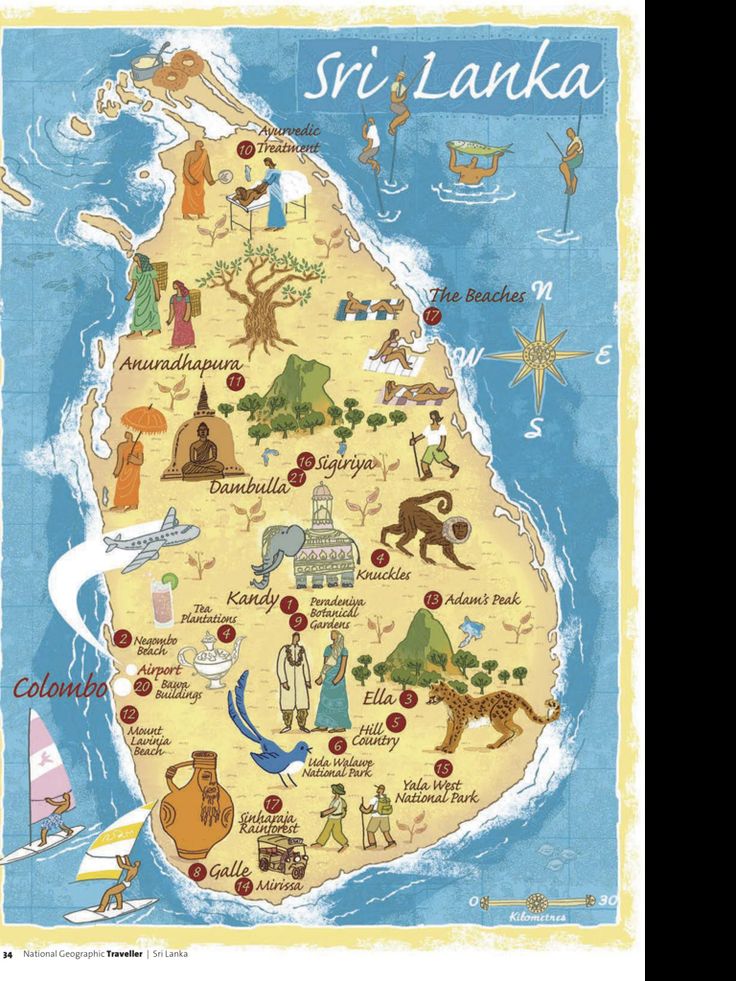 Sri Lanka
Ayurvedic
10 Treatment
The Beaches
17
N
W
E
S
Anuradhapura
11
16 Sigiriya
Dambulla 21
4
Knuckles
Kandy 1
9
Peradeniya
Botanical
Gardens
13 Adam's Peak
Tea
Plantations
4
2 Negombo
Beach
Airport
Colombo
20 Bawa
Buildings
12
Mount
Lavinia
Beach
Ella 3
Hill 5
Country
6
Uda Walawe
National Park
15
Yala West
National Park
17
Sinharaja
Rainforest
8 Galle
14 Mirissa
0 30
Kilometres
34 National Geographic Traveller | Sri Lanka